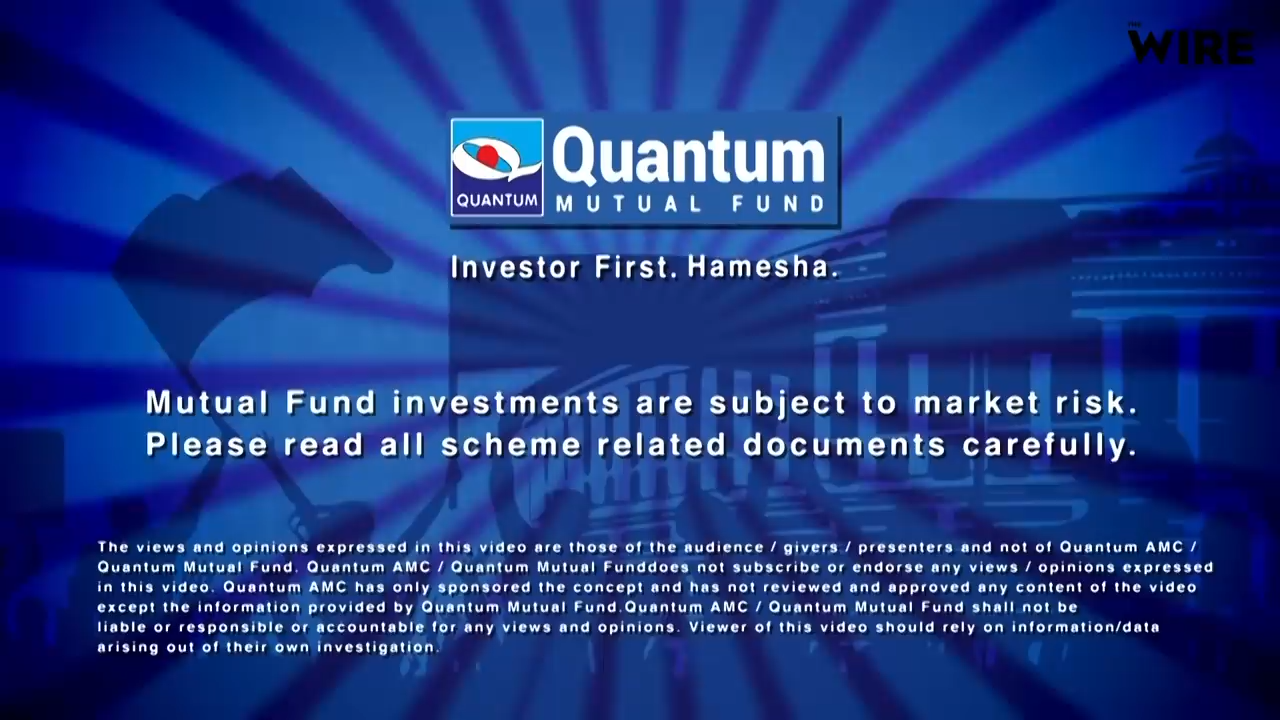 THE
WIRE
Quantum
QUANTUM
MUTUAL FUND
Investor First. Hamesha.
Mutual Fund investments are subject to market risk.
Please read all scheme related documents carefully.
The views and opinions expressed in this video are those of the audience / givers / presenters and not of Quantum AMC /
Quantum Mutual Fund. Quantum AMC / Quantum Mutual Funddoes not subscribe or endorse any views / opinions expressed
in this video. Quantum AMC has only sponsored the concept and has not reviewed and approved any content of the video
except the information provided by Quantum Mutual Fund.Quantum AMC / Quantum Mutual Fund shall not be
liable or responsible or accountable for any views and opinions. Viewer of this video should rely on information/data
arising out of their own investigation.